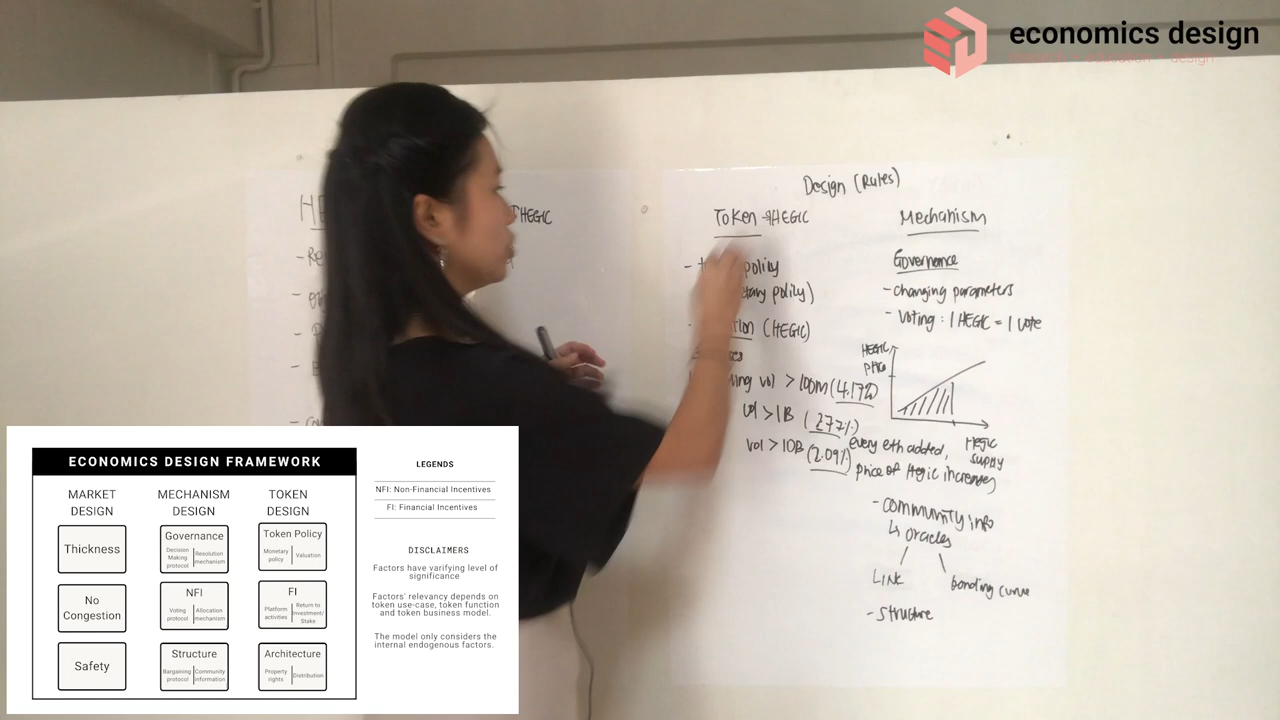 economics design
Design (Rules)
Token → HEGIC
Mechanism
HEGIC
policy
policy)
(HEGIC)
vol > 100M (4.17%)
vol > 1B (2.77%)
vol > 10B (2.09%)
Governance
- changing parameters
- Voting : 1 HEGIC = 1 vote
HEGIC
price
Hegic
supply
every eth added,
price of Hegic increases
- Community info
↳ oracles
LINK
bonding curve
- Structure
ECONOMICS DESIGN FRAMEWORK
MARKET
DESIGN
MECHANISM
DESIGN
TOKEN
DESIGN
Thickness
Governance
Decision
Making
protocol
Resolution
mechanism
Token Policy
Monetary
policy
Valuation
No
Congestion
NFI
Voting
protocol
Allocation
mechanism
FI
Platform
activities
Return to
Investment/
Stake
Safety
Structure
Bargaining
protocol
Community
information
Architecture
Property
rights
Distribution
LEGENDS
NFI: Non-Financial Incentives
FI: Financial Incentives
DISCLAIMERS
Factors have varifying level of
significance
Factors' relevancy depends on
token use-case, token function
and token business model.
The model only considers the
internal endogenous factors.